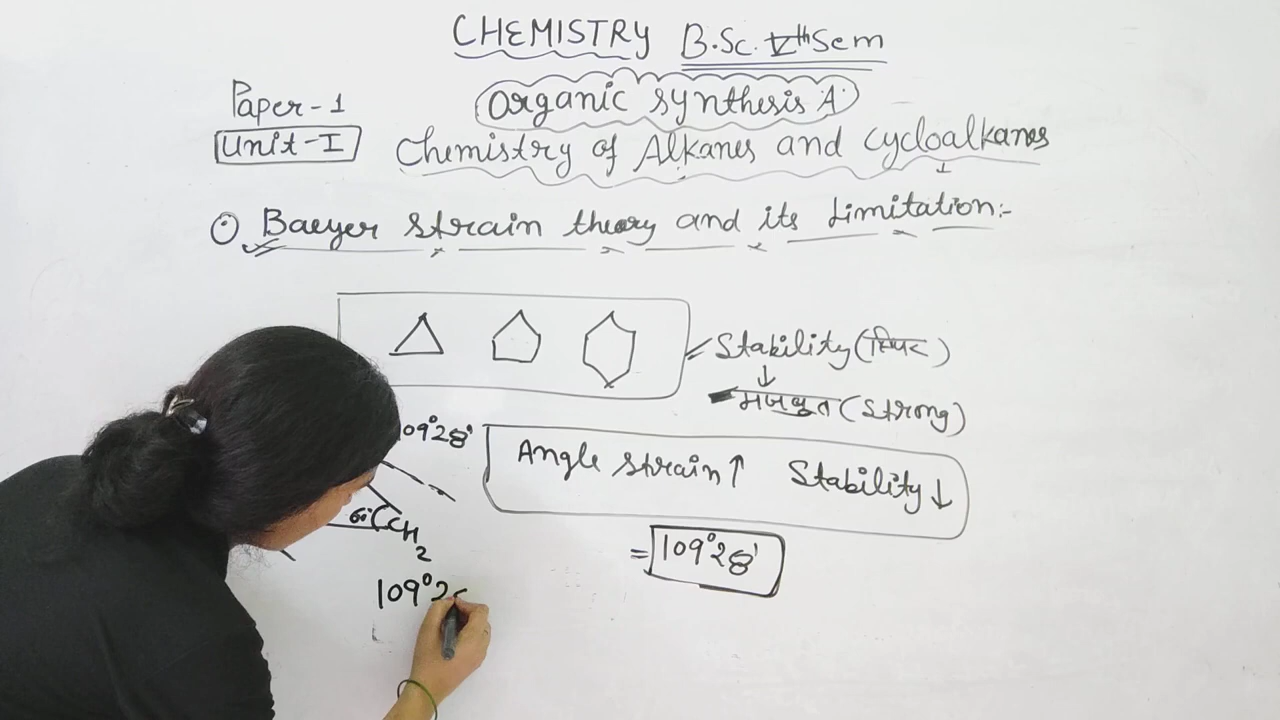 CHEMISTRY B.Sc. Vth Sem
Paper-1 Organic synthesis A
Unit-I Chemistry of Alkanes and cycloalkanes
Baeyer strain theory and its limitation:-
Stability (स्थिर)
मजबूत (strong)
109°28'
Angle strain↑ Stability↓
60° CH2
=109°28'
109°2